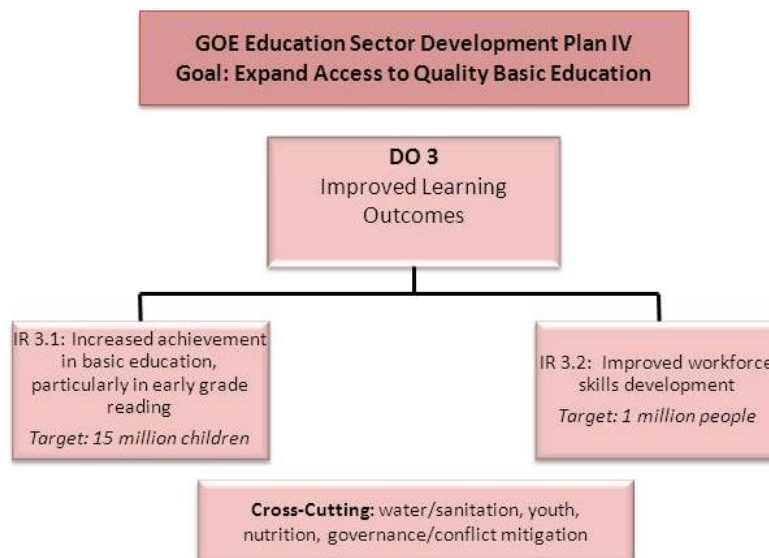 GOE Education Sector Development Plan IV
Goal: Expand Access to Quality Basic Education
DO 3
Improved Learning
Outcomes
IR 3.1: Increased achievement
in basic education,
particularly in early grade
reading
Target: 15 million children
IR 3.2: Improved workforce
skills development
Target: 1 million people
Cross-Cutting: water/sanitation, youth,
nutrition, governance/conflict mitigation